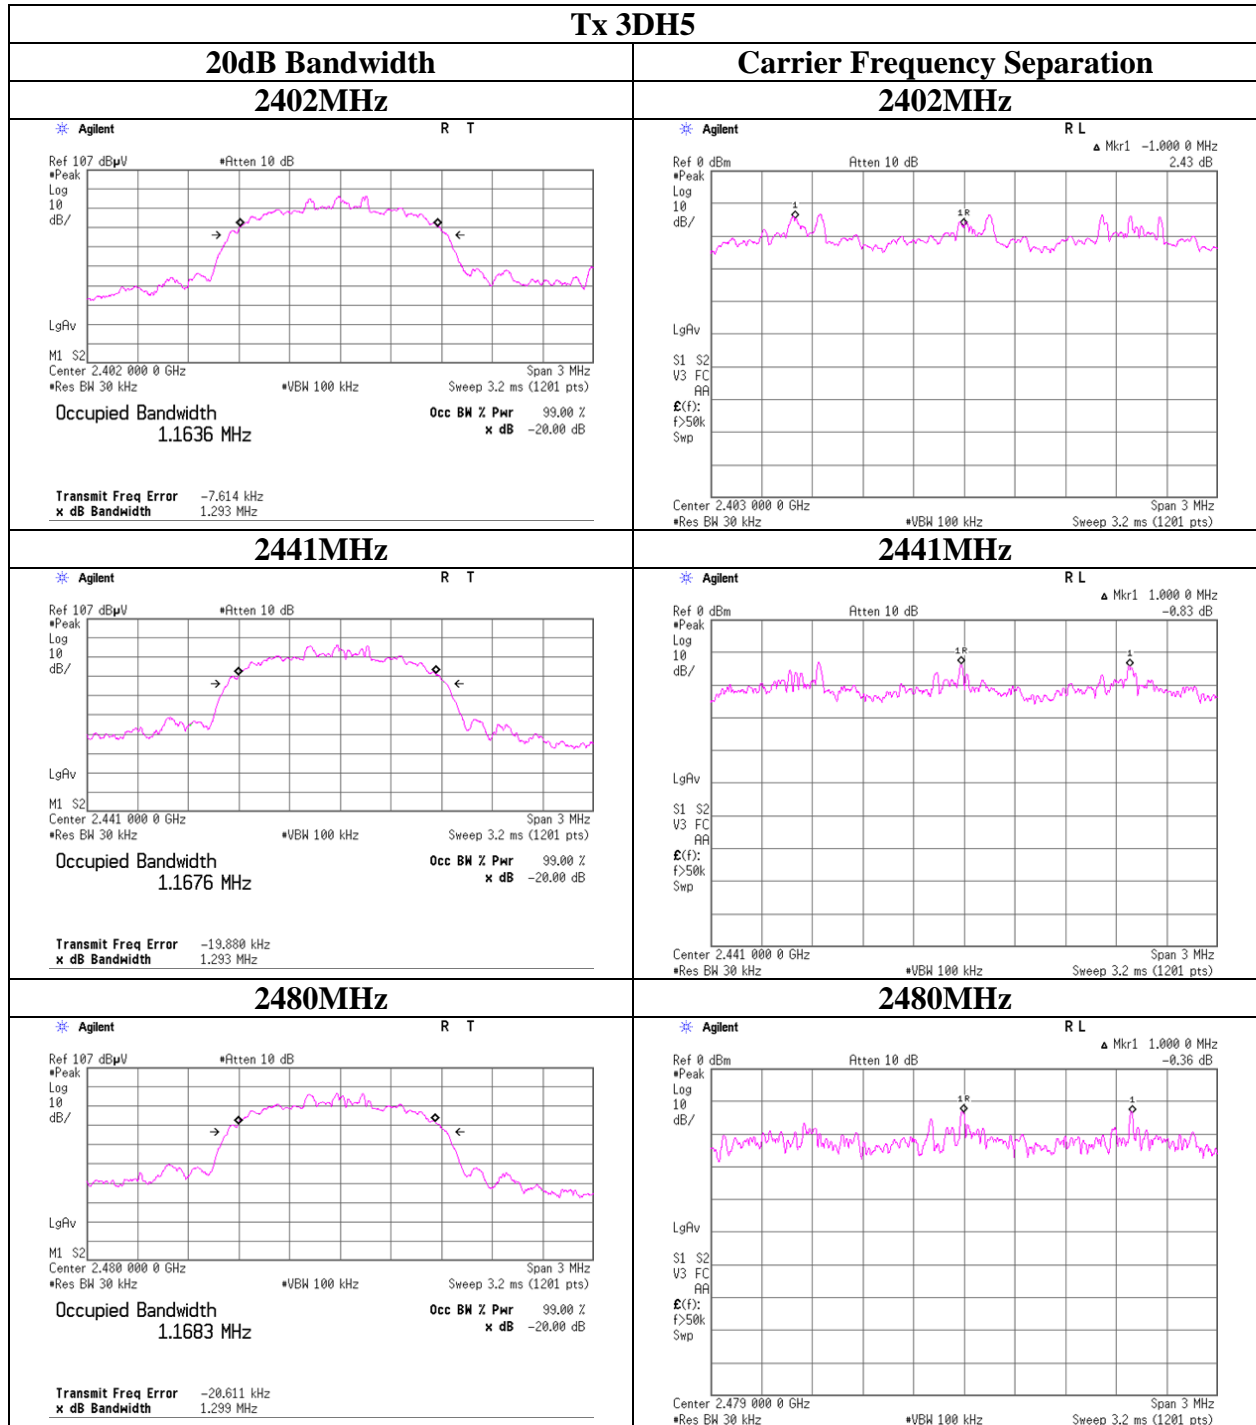 Tx 3DH5
20dB Bandwidth
Carrier Frequency Separation
2402MHz
2402MHz
Agilent
R T
Ref 107 dBµV
#Atten 10 dB
#Peak
Log
10
dB/
LgAv
M1 S2
Center 2.402 000 0 GHz
Span 3 MHz
#Res BW 30 kHz
#VBW 100 kHz
Sweep 3.2 ms (1201 pts)
Occupied Bandwidth
Occ BW % Pwr 99.00 %
1.1636 MHz
x dB -20.00 dB
Transmit Freq Error -7.614 kHz
x dB Bandwidth 1.293 MHz
Agilent
R L
Δ Mkr1 -1.000 0 MHz
Ref 0 dBm
Atten 10 dB
2.43 dB
#Peak
Log
10
dB/
1
1R
LgAv
S1 S2
V3 FC
AA
£(f):
f>50k
Swp
Center 2.403 000 0 GHz
Span 3 MHz
#Res BW 30 kHz
#VBW 100 kHz
Sweep 3.2 ms (1201 pts)
2441MHz
2441MHz
Agilent
R T
Ref 107 dBµV
#Atten 10 dB
#Peak
Log
10
dB/
LgAv
M1 S2
Center 2.441 000 0 GHz
Span 3 MHz
#Res BW 30 kHz
#VBW 100 kHz
Sweep 3.2 ms (1201 pts)
Occupied Bandwidth
Occ BW % Pwr 99.00 %
1.1676 MHz
x dB -20.00 dB
Transmit Freq Error -19.880 kHz
x dB Bandwidth 1.293 MHz
Agilent
R L
Δ Mkr1 1.000 0 MHz
Ref 0 dBm
Atten 10 dB
-0.83 dB
#Peak
Log
10
dB/
1R
1
LgAv
S1 S2
V3 FC
AA
£(f):
f>50k
Swp
Center 2.441 000 0 GHz
Span 3 MHz
#Res BW 30 kHz
#VBW 100 kHz
Sweep 3.2 ms (1201 pts)
2480MHz
2480MHz
Agilent
R T
Ref 107 dBµV
#Atten 10 dB
#Peak
Log
10
dB/
LgAv
M1 S2
Center 2.480 000 0 GHz
Span 3 MHz
#Res BW 30 kHz
#VBW 100 kHz
Sweep 3.2 ms (1201 pts)
Occupied Bandwidth
Occ BW % Pwr 99.00 %
1.1683 MHz
x dB -20.00 dB
Transmit Freq Error -20.611 kHz
x dB Bandwidth 1.299 MHz
Agilent
R L
Δ Mkr1 1.000 0 MHz
Ref 0 dBm
Atten 10 dB
-0.36 dB
#Peak
Log
10
dB/
1R
1
LgAv
S1 S2
V3 FC
AA
£(f):
f>50k
Swp
Center 2.479 000 0 GHz
Span 3 MHz
#Res BW 30 kHz
#VBW 100 kHz
Sweep 3.2 ms (1201 pts)